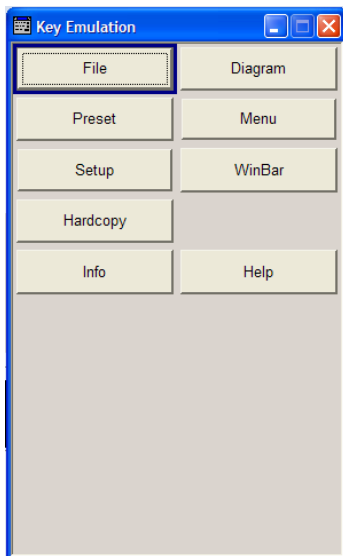 Key Emulation
File Diagram
Preset Menu
Setup WinBar
Hardcopy
Info Help